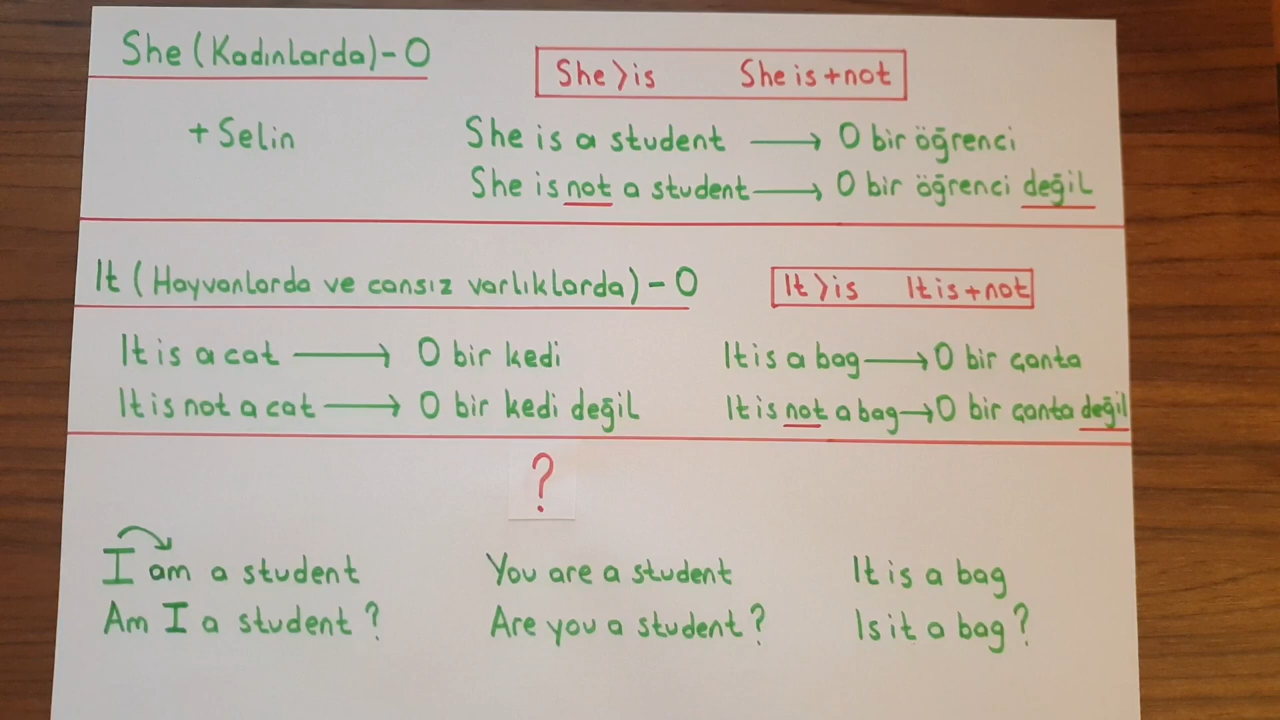 She (Kadınlarda) - O
She > is She is + not
+ Selin
She is a student → O bir öğrenci
She is not a student → O bir öğrenci değil
It (Hayvanlarda ve cansız varlıklarda) - O
It > is It is + not
It is a cat → O bir kedi
It is not a cat → O bir kedi değil
It is a bag → O bir çanta
It is not a bag → O bir çanta değil
?
I am a student
Am I a student?
You are a student
Are you a student?
It is a bag
Is it a bag?